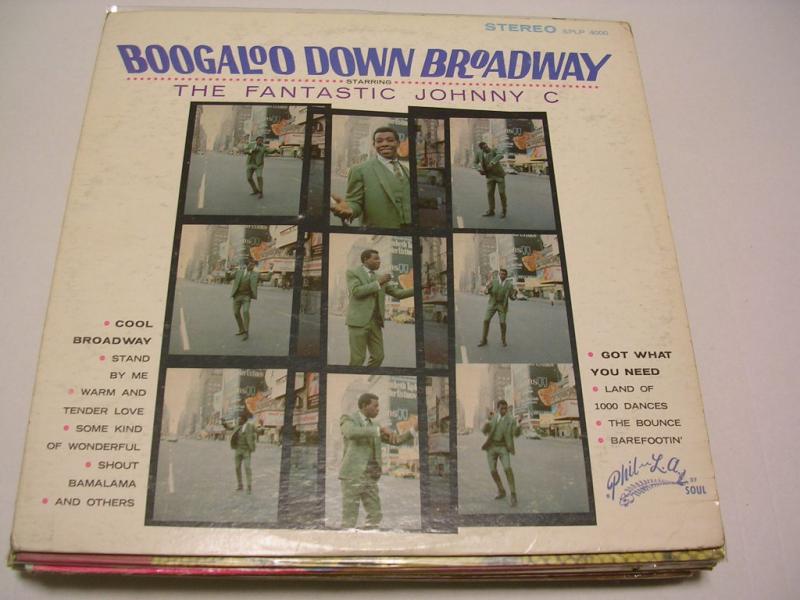 STEREO SPLP 4000
BOOGALOO DOWN BROADWAY
STARRING
THE FANTASTIC JOHNNY C
• COOL
BROADWAY
• STAND
BY ME
• WARM AND
TENDER LOVE
• SOME KIND
OF WONDERFUL
• SHOUT
BAMALAMA
• AND OTHERS
• GOT WHAT
YOU NEED
• LAND OF
1000 DANCES
• THE BOUNCE
• BAREFOOTIN'
Phil-L.A.
OF
SOUL